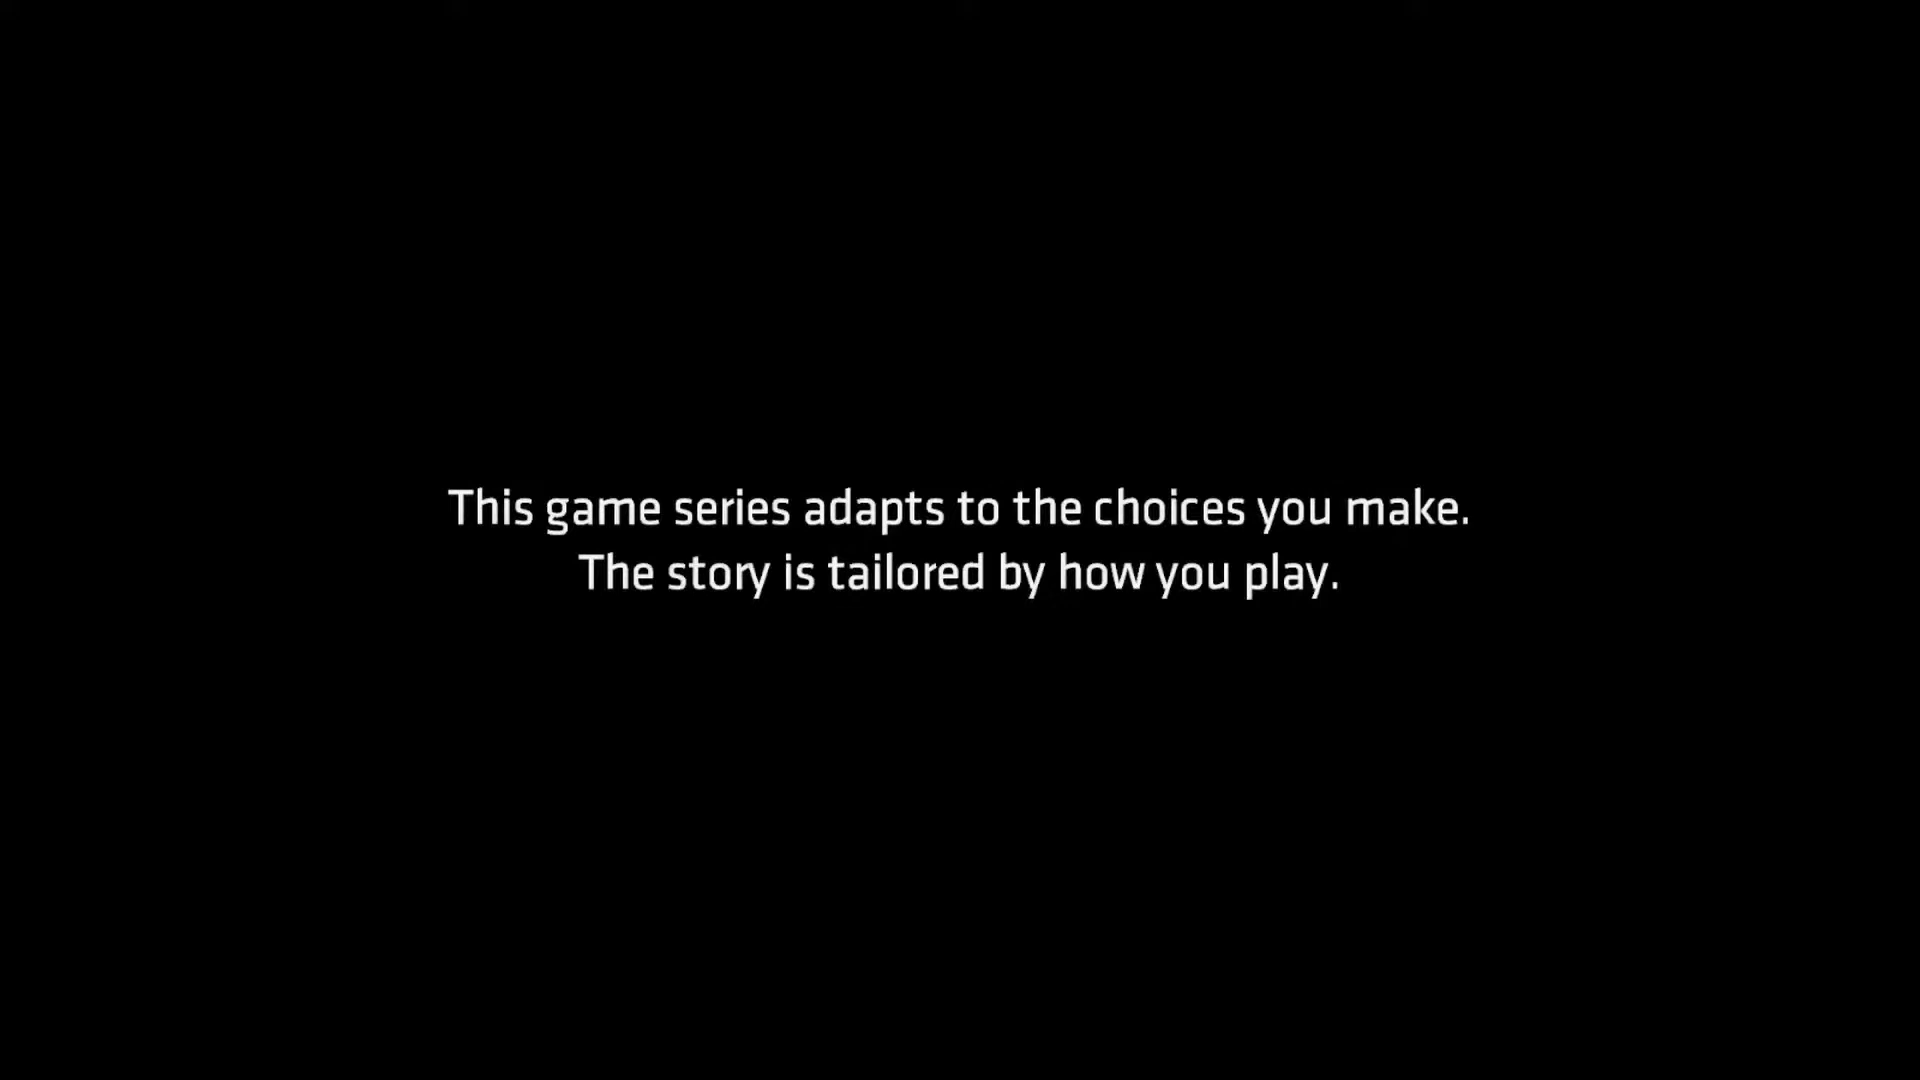 This game series adapts to the choices you make.
The story is tailored by how you play.